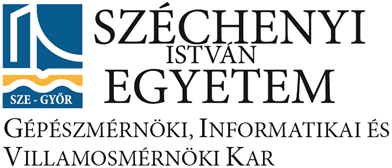 SZÉCHENYI
ISTVÁN
EGYETEM
SZE - GYŐR
GÉPÉSZMÉRNÖKI, INFORMATIKAI ÉS
VILLAMOSMÉRNÖKI KAR